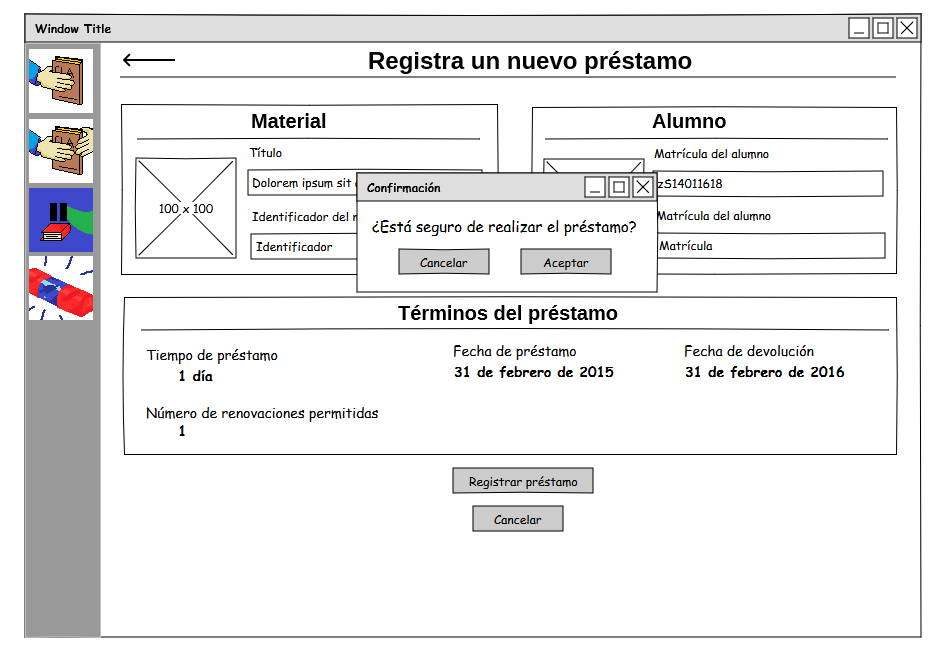 Window Title
Registra un nuevo préstamo
Material
Título
100 x 100
Dolorem ipsum sit
Identificador del
Identificador
Alumno
Matrícula del alumno
zS14011618
Matrícula del alumno
Matrícula
Confirmación
¿Está seguro de realizar el préstamo?
Cancelar
Aceptar
Términos del préstamo
Tiempo de préstamo
1 día
Fecha de préstamo
31 de febrero de 2015
Fecha de devolución
31 de febrero de 2016
Número de renovaciones permitidas
1
Registrar préstamo
Cancelar